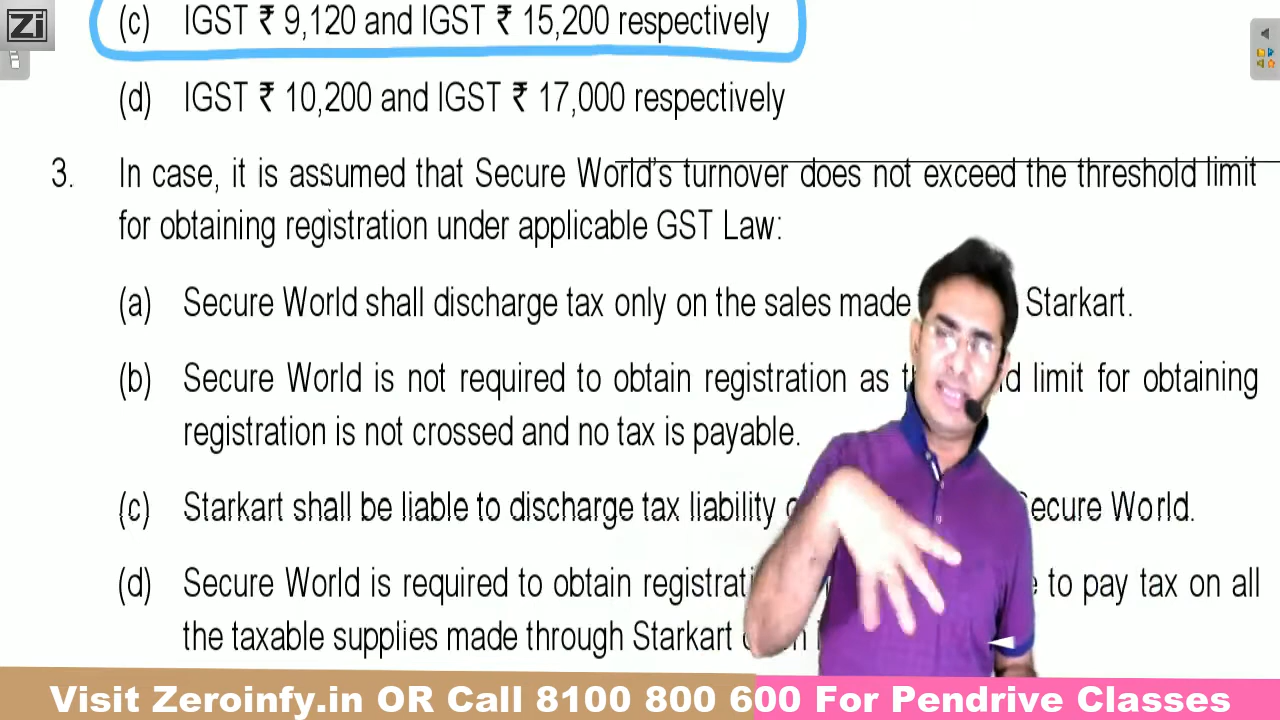 Zi
(c) IGST ₹ 9,120 and IGST ₹ 15,200 respectively
(d) IGST ₹ 10,200 and IGST ₹ 17,000 respectively
3. In case, it is assumed that Secure World's turnover does not exceed the threshold limit
for obtaining registration under applicable GST Law:
(a) Secure World shall discharge tax only on the sales made Starkart.
(b) Secure World is not required to obtain registration as limit for obtaining
registration is not crossed and no tax is payable.
(c) Starkart shall be liable to discharge tax liability Secure World.
(d) Secure World is required to obtain to pay tax on all
the taxable supplies made through Starkart
Visit Zeroinfy.in OR Call 8100 800 600 For Pendrive Classes